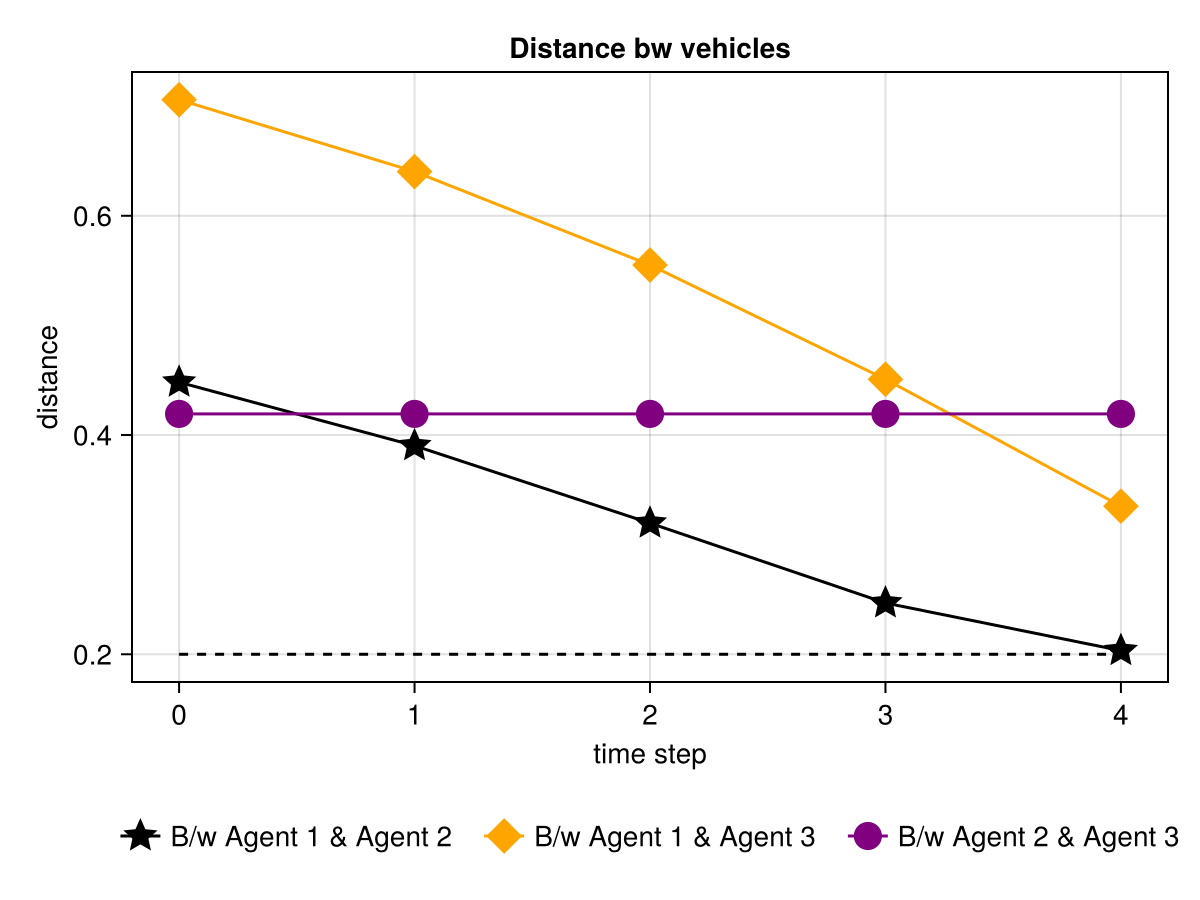 Distance bw vehicles
distance
0.6
0.4
0.2
0 1 2 3 4
time step
B/w Agent 1 & Agent 2 B/w Agent 1 & Agent 3 B/w Agent 2 & Agent 3